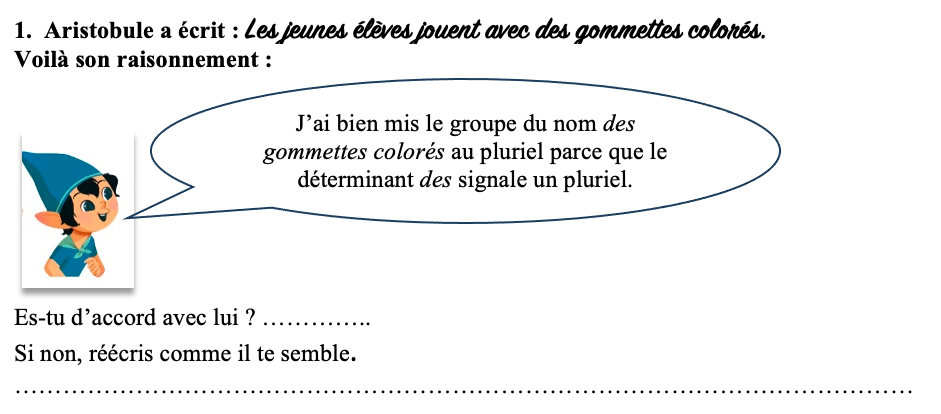 1. Aristobule a écrit : Les jeunes élèves jouent avec des gommettes colorés.
Voilà son raisonnement :
J’ai bien mis le groupe du nom des
gommettes colorés au pluriel parce que le
déterminant des signale un pluriel.
Es-tu d’accord avec lui ? …………..
Si non, réécris comme il te semble.
……………………………………………………………………………………………………